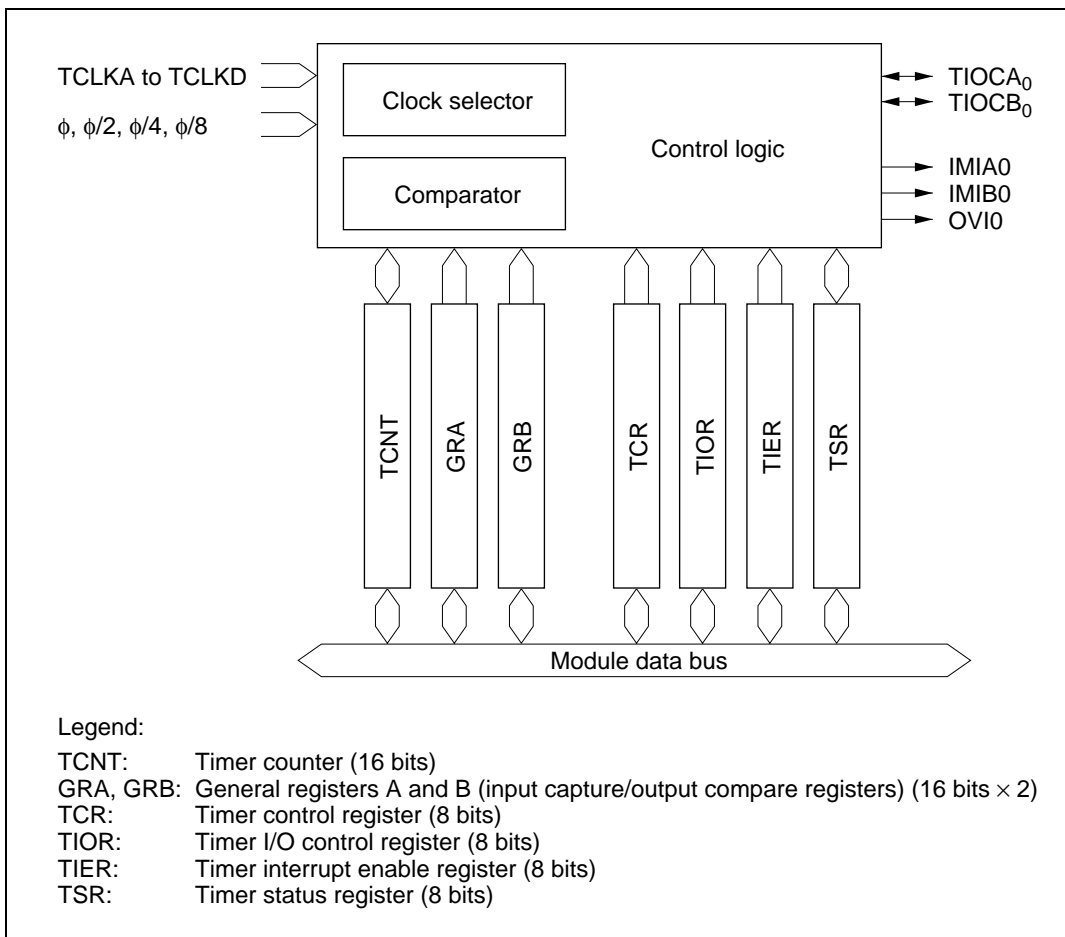 TCLKA to TCLKD
ϕ, ϕ/2, ϕ/4, ϕ/8
Clock selector
Comparator
Control logic
TIOCA0
TIOCB0
IMIA0
IMIB0
OVI0
TCNT
GRA
GRB
TCR
TIOR
TIER
TSR
Module data bus
Legend:
TCNT: Timer counter (16 bits)
GRA, GRB: General registers A and B (input capture/output compare registers) (16 bits × 2)
TCR: Timer control register (8 bits)
TIOR: Timer I/O control register (8 bits)
TIER: Timer interrupt enable register (8 bits)
TSR: Timer status register (8 bits)